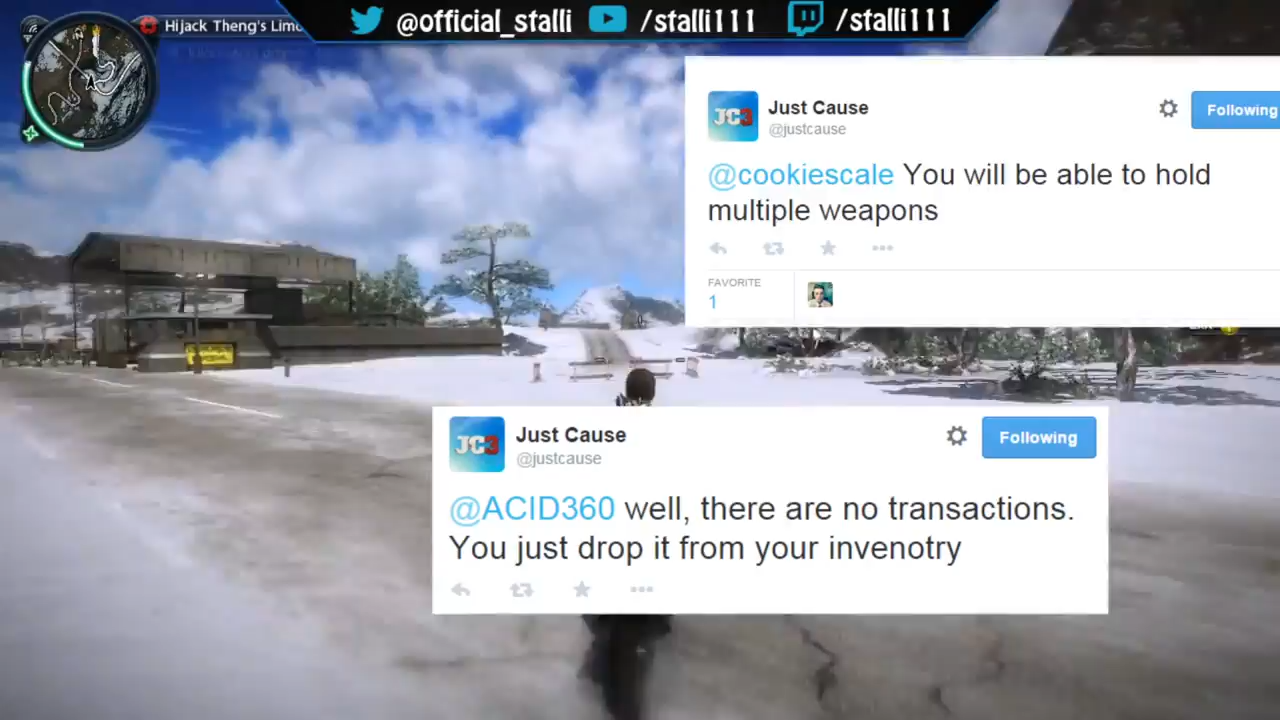 Hijack Theng's Limo
@official_stalli /stalli111 /stalli111
JC3
Just Cause
@justcause
Following
@cookiescale You will be able to hold
multiple weapons
FAVORITE
1
JC3
Just Cause
@justcause
Following
@ACID360 well, there are no transactions.
You just drop it from your invenotry